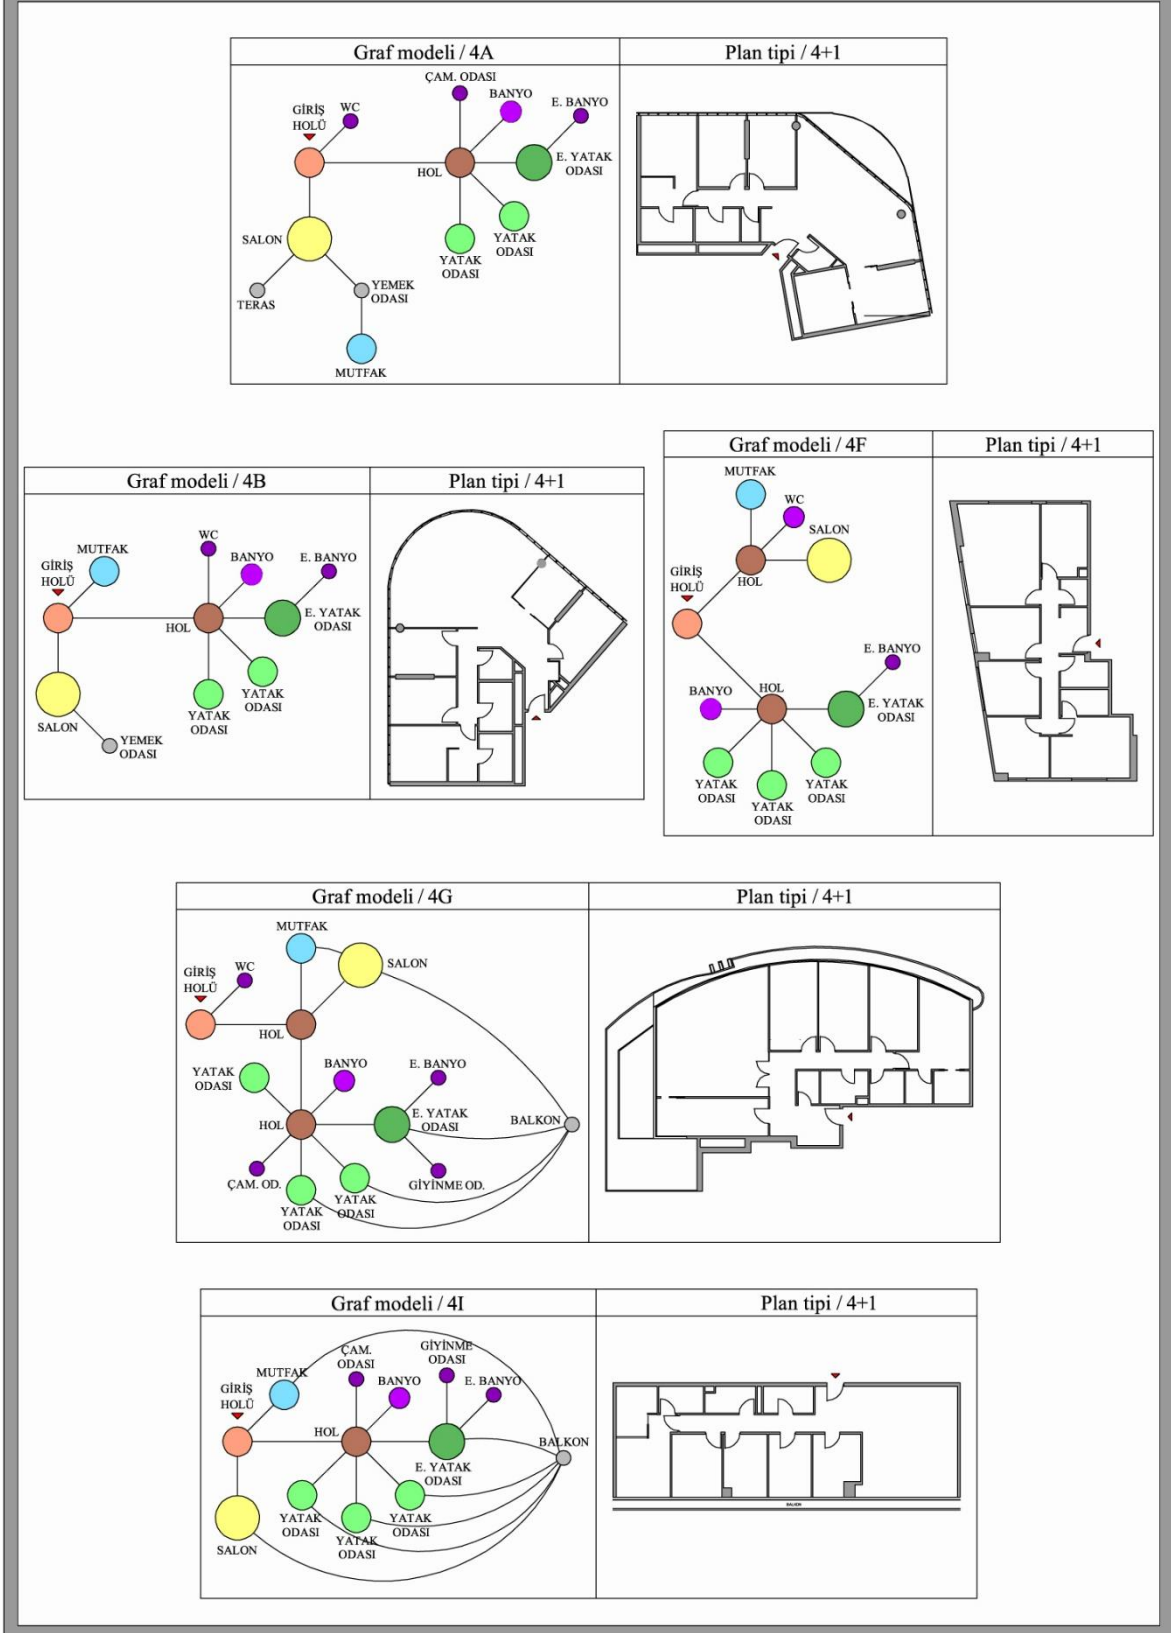 Graf modeli / 4A
Plan tipi / 4+1
ÇAM. ODASI
BANYO
E. BANYO
WC
GİRİŞ
HOLÜ
HOL
E. YATAK
ODASI
SALON
YATAK
ODASI
YATAK
ODASI
TERAS
YEMEK
ODASI
MUTFAK
Graf modeli / 4B
Plan tipi / 4+1
WC
MUTFAK
BANYO
E. BANYO
GİRİŞ
HOLÜ
HOL
E. YATAK
ODASI
YATAK
ODASI
YATAK
ODASI
SALON
YEMEK
ODASI
Graf modeli / 4F
Plan tipi / 4+1
MUTFAK
WC
SALON
HOL
GİRİŞ
HOLÜ
E. BANYO
BANYO
HOL
E. YATAK
ODASI
YATAK
ODASI
YATAK
ODASI
YATAK
ODASI
Graf modeli / 4G
Plan tipi / 4+1
MUTFAK
SALON
WC
GİRİŞ
HOLÜ
HOL
YATAK
ODASI
BANYO
E. BANYO
HOL
E. YATAK
ODASI
BALKON
ÇAM. OD.
YATAK
ODASI
YATAK
ODASI
GİYİNME OD.
Graf modeli / 4I
Plan tipi / 4+1
ÇAM.
ODASI
GİYİNME
ODASI
MUTFAK
BANYO
E. BANYO
GİRİŞ
HOLÜ
HOL
BALKON
E. YATAK
ODASI
YATAK
ODASI
YATAK
ODASI
YATAK
ODASI
SALON
BALKON